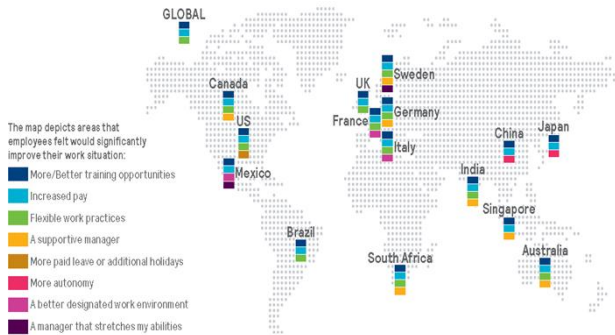 GLOBAL
Canada
US
Mexico
Brazil
UK
France
Sweden
Germany
Italy
South Africa
India
China
Japan
Singapore
Australia
The map depicts areas that
employees felt would significantly
improve their work situation:
More/Better training opportunities
Increased pay
Flexible work practices
A supportive manager
More paid leave or additional holidays
More autonomy
A better designated work environment
A manager that stretches my abilities